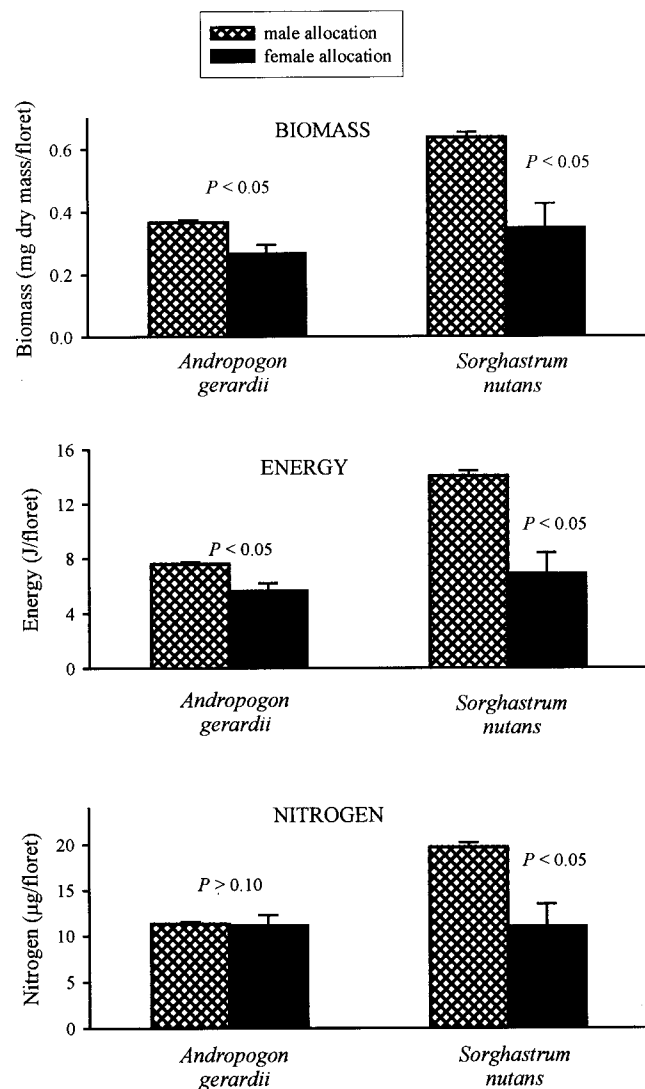 male allocation
female allocation
BIOMASS
Biomass (mg dry mass/floret)
0.6
0.4
0.2
0.0
P < 0.05
P < 0.05
Andropogon
gerardii
Sorghastrum
nutans
ENERGY
Energy (J/floret)
16
12
8
4
0
P < 0.05
P < 0.05
Andropogon
gerardii
Sorghastrum
nutans
NITROGEN
Nitrogen (µg/floret)
20
15
10
5
0
P > 0.10
P < 0.05
Andropogon
gerardii
Sorghastrum
nutans